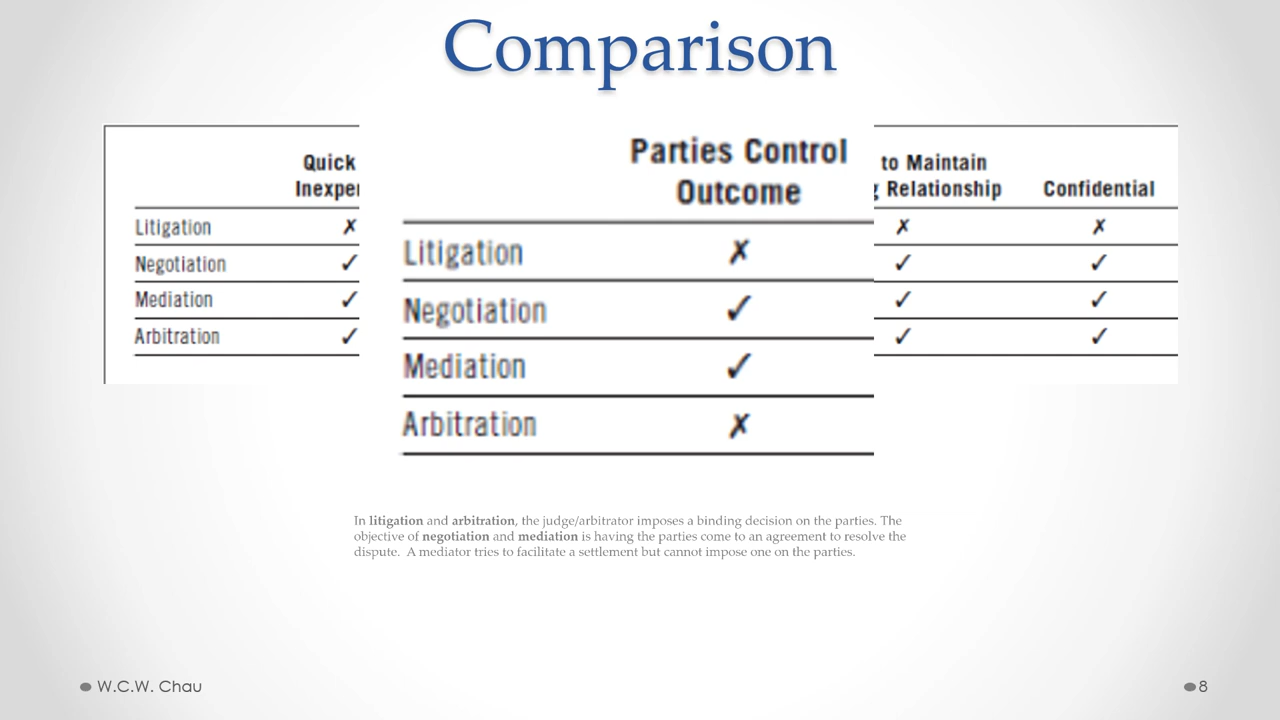 Comparison
Quick
Inexper
Litigation ✗
Negotiation ✓
Mediation ✓
Arbitration ✓
Parties Control
Outcome
Litigation ✗
Negotiation ✓
Mediation ✓
Arbitration ✗
to Maintain
Relationship Confidential
✗ ✗
✓ ✓
✓ ✓
✓ ✓
In litigation and arbitration, the judge/arbitrator imposes a binding decision on the parties. The
objective of negotiation and mediation is having the parties come to an agreement to resolve the
dispute. A mediator tries to facilitate a settlement but cannot impose one on the parties.
W.C.W. Chau
8